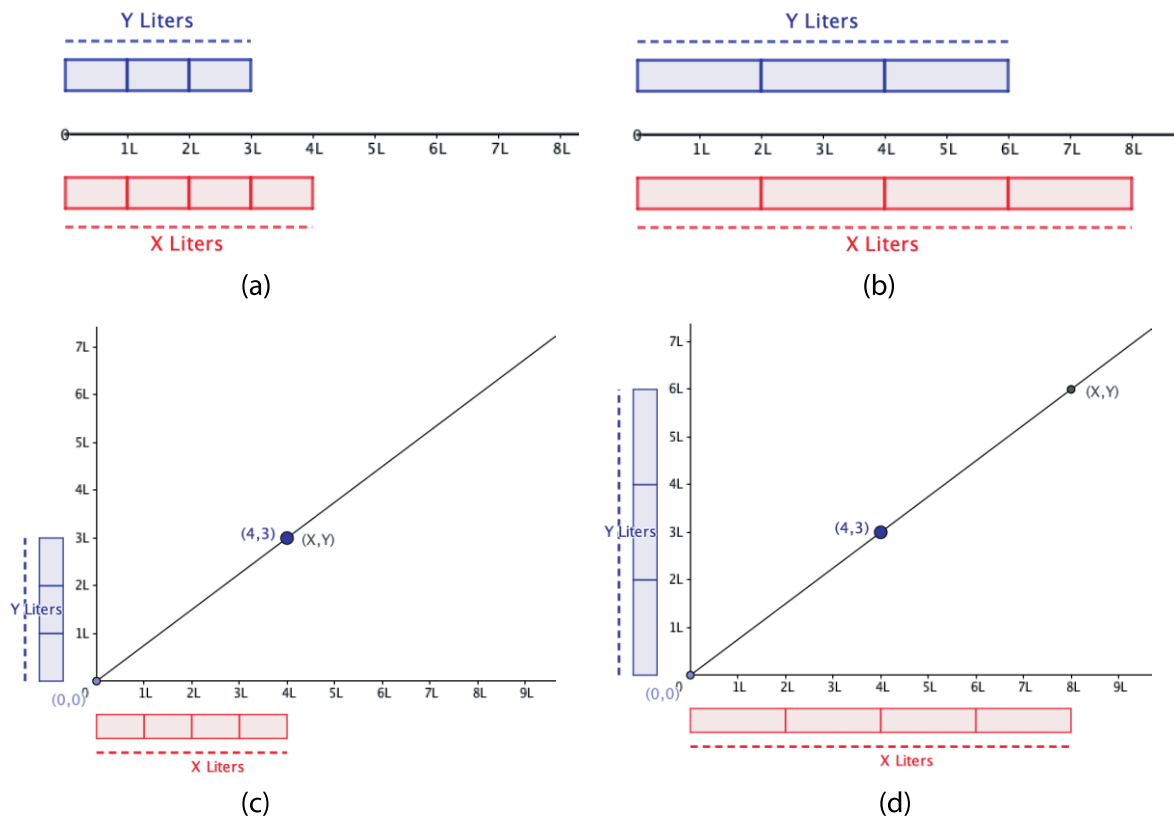 Y Liters
0 1L 2L 3L 4L 5L 6L 7L 8L
X Liters
(a)
Y Liters
0 1L 2L 3L 4L 5L 6L 7L 8L
X Liters
(b)
7L
6L
5L
4L
3L
2L
1L
(4,3)
(X,Y)
Y Liters
(0,0)
0 1L 2L 3L 4L 5L 6L 7L 8L 9L
X Liters
(c)
7L
6L
5L
4L
3L
2L
1L
(X,Y)
(4,3)
Y Liters
(0,0)
0 1L 2L 3L 4L 5L 6L 7L 8L 9L
X Liters
(d)